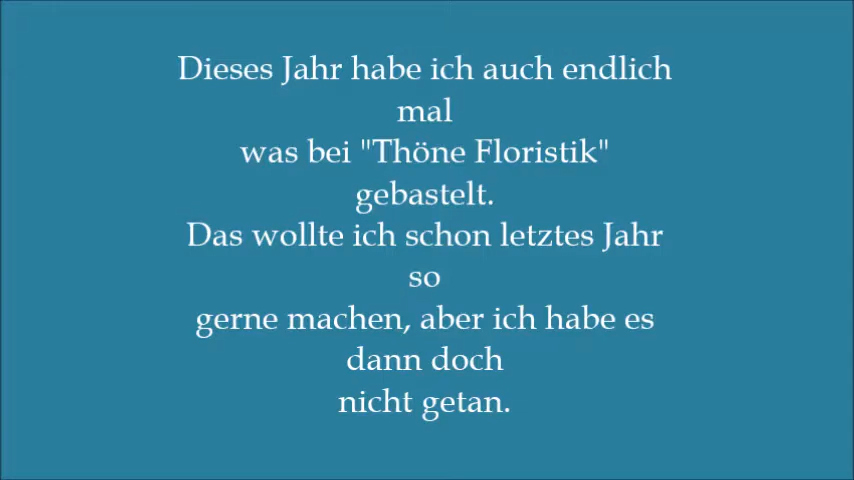 Dieses Jahr habe ich auch endlich
mal
was bei "Thöne Floristik"
gebastelt.
Das wollte ich schon letztes Jahr
so
gerne machen, aber ich habe es
dann doch
nicht getan.